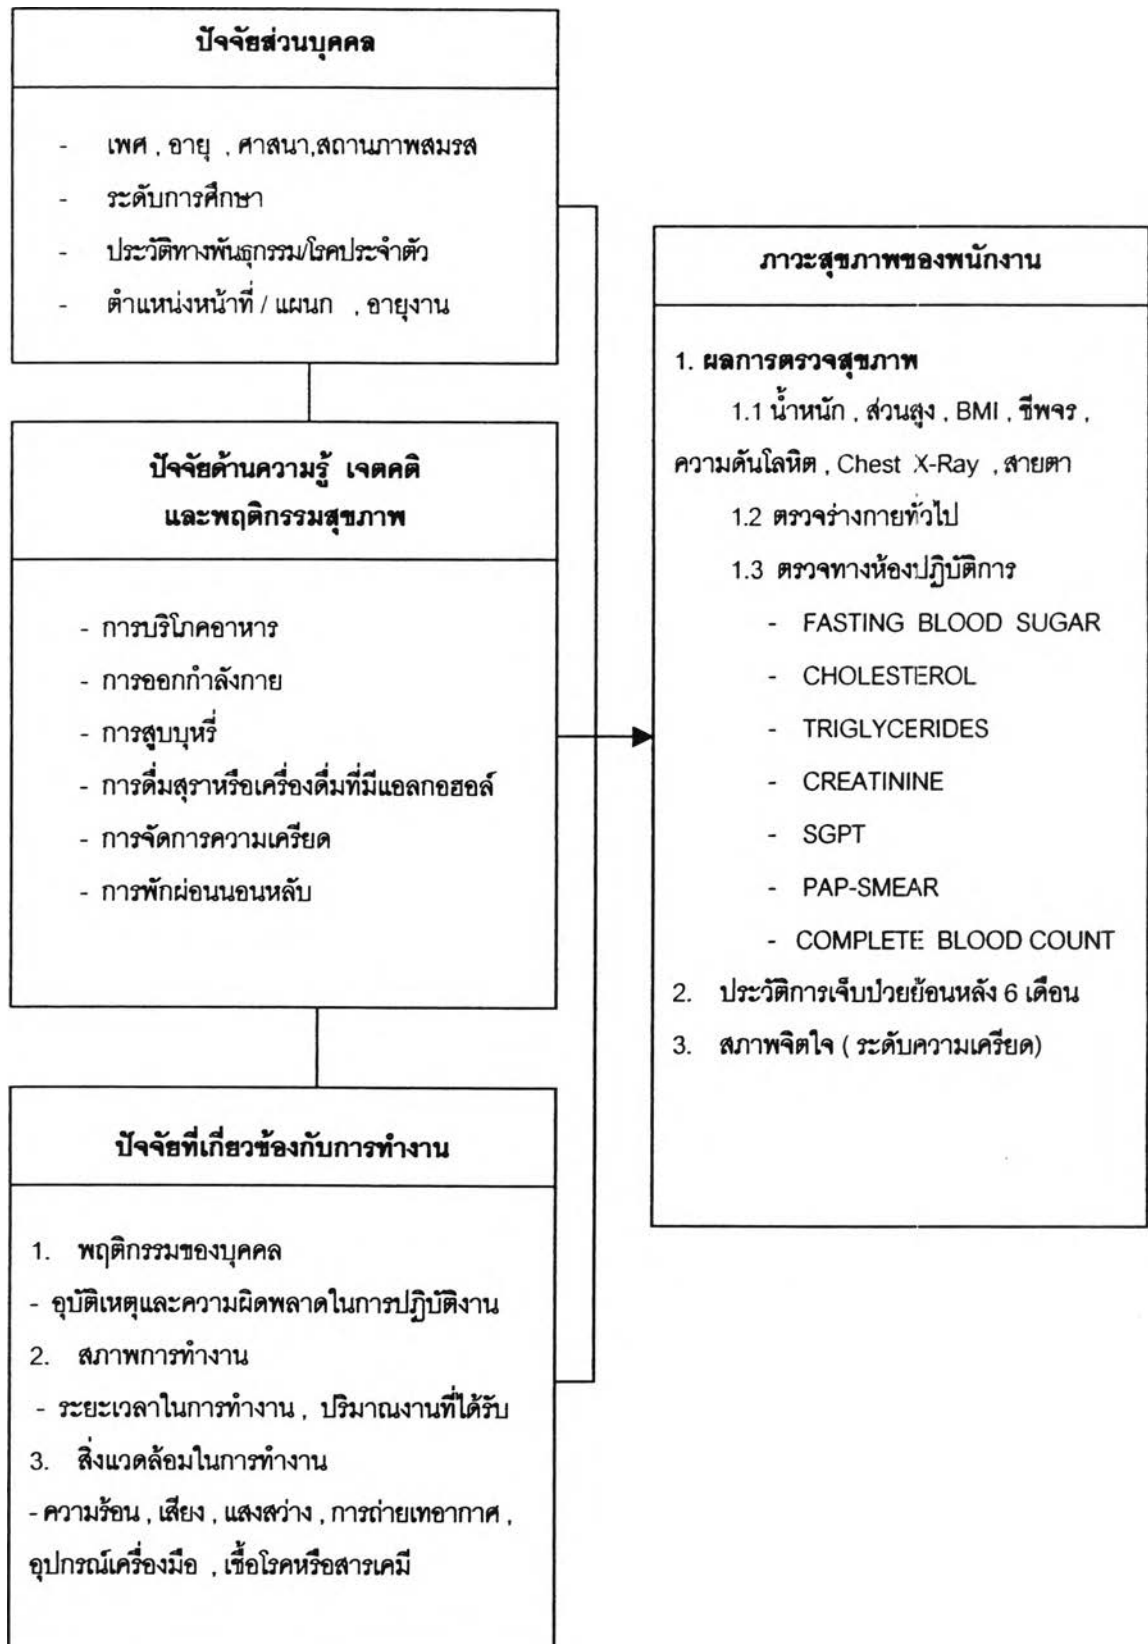 ปัจจัยส่วนบุคคล
- เพศ , อายุ , ศาสนา,สถานภาพสมรส
- ระดับการศึกษา
- ประวัติทางพันธุกรรม/โรคประจำตัว
- ตำแหน่งหน้าที่ / แผนก , อายุงาน
ปัจจัยด้านความรู้ เจตคติ
และพฤติกรรมสุขภาพ
- การบริโภคอาหาร
- การออกกำลังกาย
- การสูบบุหรี่
- การดื่มสุราหรือเครื่องดื่มที่มีแอลกอฮอล์
- การจัดการความเครียด
- การพักผ่อนนอนหลับ
ปัจจัยที่เกี่ยวข้องกับการทำงาน
1. พฤติกรรมของบุคคล
- อุบัติเหตุและความผิดพลาดในการปฏิบัติงาน
2. สภาพการทำงาน
- ระยะเวลาในการทำงาน , ปริมาณงานที่ได้รับ
3. สิ่งแวดล้อมในการทำงาน
- ความร้อน , เสียง , แสงสว่าง , การถ่ายเทอากาศ ,
อุปกรณ์เครื่องมือ , เชื้อโรคหรือสารเคมี
ภาวะสุขภาพของพนักงาน
1. ผลการตรวจสุขภาพ
1.1 น้ำหนัก , ส่วนสูง , BMI , ชีพจร ,
ความดันโลหิต , Chest X-Ray , สายตา
1.2 ตรวจร่างกายทั่วไป
1.3 ตรวจทางห้องปฏิบัติการ
- FASTING BLOOD SUGAR
- CHOLESTEROL
- TRIGLYCERIDES
- CREATININE
- SGPT
- PAP-SMEAR
- COMPLETE BLOOD COUNT
2. ประวัติการเจ็บป่วยย้อนหลัง 6 เดือน
3. สภาพจิตใจ ( ระดับความเครียด)